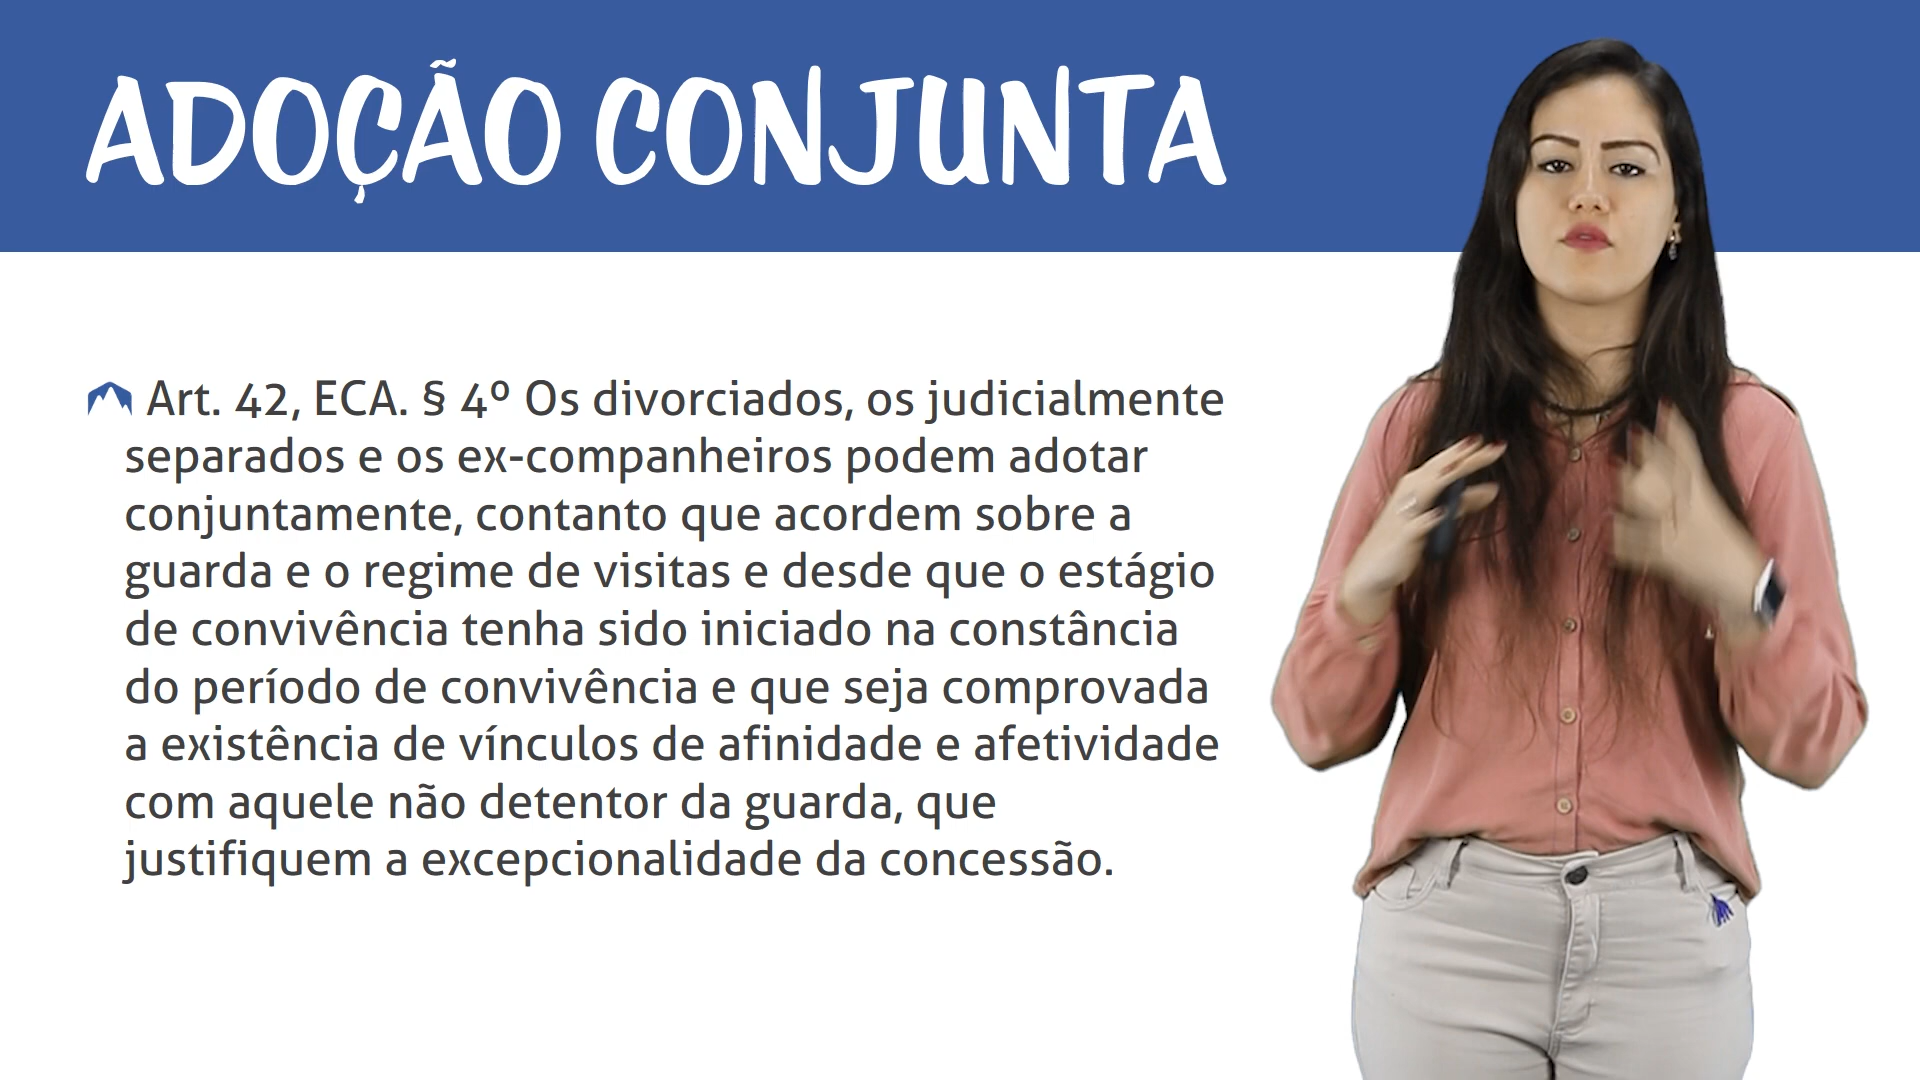 ADOÇÃO CONJUNTA
Art. 42, ECA. § 4º Os divorciados, os judicialmente
separados e os ex-companheiros podem adotar
conjuntamente, contanto que acordem sobre a
guarda e o regime de visitas e desde que o estágio
de convivência tenha sido iniciado na constância
do período de convivência e que seja comprovada
a existência de vínculos de afinidade e afetividade
com aquele não detentor da guarda, que
justifiquem a excepcionalidade da concessão.